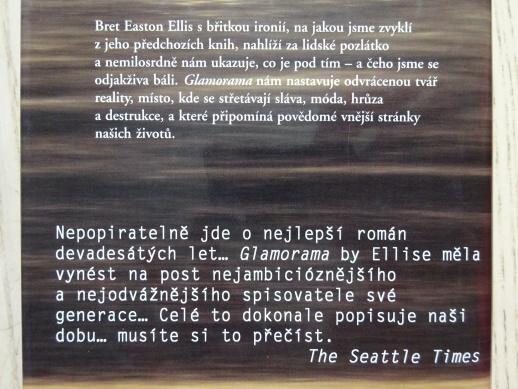 Bret Easton Ellis s břitkou ironií, na jakou jsme zvyklí
z jeho předchozích knih, nahlíží za lidské pozlátko
a nemilosrdně nám ukazuje, co je pod tím – a čeho jsme se
odjakživa báli. Glamorama nám nastavuje odvrácenou tvář
reality, místo, kde se střetávají sláva, móda, hrůza
a destrukce, a které připomíná povědomé vnější stránky
našich životů.
Nepopiratelně jde o nejlepší román
devadesátých let… Glamorama by Ellise měla
vynést na post nejambicióznějšího
a nejodvážnějšího spisovatele své
generace… Celé to dokonale popisuje naši
dobu… musíte si to přečíst.
The Seattle Times